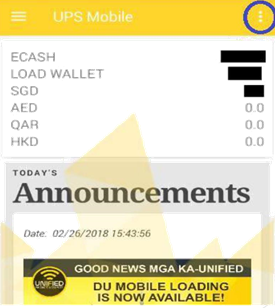 UPS Mobile
ECASH
LOAD WALLET
SGD
AED 0.0
QAR 0.0
HKD 0.0
TODAY'S
Announcements
Date. 02/26/2018 15:43:56
GOOD NEWS MGA KA-UNIFIED
UNIFIED
DU MOBILE LOADING
IS NOW AVAILABLE!